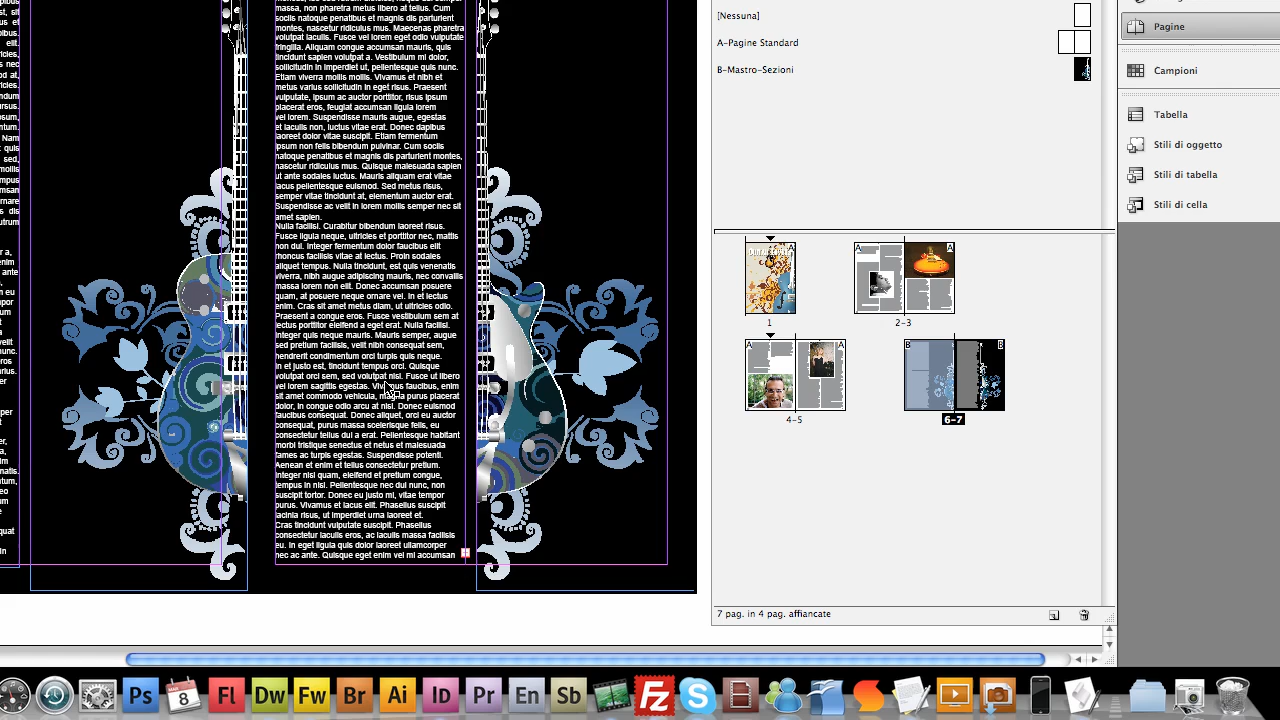 massa, non pharetra metus libero at tellus. Cum
sociis natoque penatibus et magnis dis parturient
montes, nascetur ridiculus mus. Maecenas pharetra
volutpat iaculis. Fusce vel lorem eget odio vulputate
fringilla. Aliquam congue accumsan mauris, quis
tincidunt sapien volutpat a. Vestibulum mi dolor,
sollicitudin in imperdiet ut, pellentesque quis nunc.
Etiam viverra mollis mollis. Vivamus et nibh et
metus varius sollicitudin in eget risus. Praesent
vulputate, ipsum ac auctor porttitor, risus ipsum
placerat eros, feugiat accumsan ligula lorem
vel lorem. Suspendisse mauris augue, egestas
et iaculis non, luctus vitae erat. Donec dapibus
laoreet dolor vitae suscipit. Etiam fermentum
ipsum non felis bibendum pulvinar. Cum sociis
natoque penatibus et magnis dis parturient montes,
nascetur ridiculus mus. Quisque malesuada sapien
ut ante sodales luctus. Mauris aliquam erat vitae
lacus pellentesque euismod. Sed metus risus,
semper vitae tincidunt at, elementum auctor erat.
Suspendisse ac velit in lorem mollis semper nec sit
amet sapien.
Nulla facilisi. Curabitur bibendum laoreet risus.
Fusce ligula neque, ultricies et porttitor nec, mattis
non dui. Integer fermentum dolor faucibus elit
rhoncus facilisis vitae at lectus. Proin sodales
aliquet tempus. Nulla tincidunt, est quis venenatis
viverra, nibh augue adipiscing mauris, nec convallis
massa orci vel est. Donec accumsan posuere
quam, at posuere neque ornare vel. In et lectus
enim. Cras sit amet metus diam, ut ultricies odio.
Praesent a congue eros. Fusce vestibulum sem at
lectus porttitor eleifend a eget erat. Nulla facilisi.
Integer quis neque mauris. Mauris semper, augue
sed pretium facilisis, velit nibh consequat sem,
hendrerit condimentum orci turpis quis neque.
In et justo est, tincidunt tempus orci. Quisque
volutpat orci sem, sed volutpat nisl. Fusce ut libero
vel lorem sagittis egestas. faucibus, enim
sit amet commodo vehicula, purus placerat
dolor, in congue odio arcu at nisi. Donec euismod
faucibus consequat. Donec aliquet, orci eu auctor
consequat, purus massa scelerisque felis, eu
consectetur tellus dui a erat. Pellentesque habitant
morbi tristique senectus et netus et malesuada
fames ac turpis egestas. Suspendisse potenti.
Aenean et enim et tellus consectetur pretium.
Integer nisl quam, eleifend et pretium congue,
tempus in nisl. Pellentesque nec dui nunc, non
suscipit tortor. Donec eu justo mi, vitae tempor
purus. Vivamus et lacus elit. Phasellus suscipit
lacinia risus, ut imperdiet urna laoreet et.
Cras tincidunt vulputate suscipit. Phasellus
consectetur iaculis eros, ac iaculis massa facilisis
eu. In eget ligula quis dolor laoreet ullamcorper
nec ac ante. Quisque eget enim vel mi accumsan
[Nessuna]
A-Pagine Standard
B-Mastro-Sezioni
A
1
A
A
2-3
A
A
4-5
B
B
6-7
7 pag. in 4 pag. affiancate
Pagine
Campioni
Tabella
Stili di oggetto
Stili di tabella
Stili di cella
Ps
MAR
8
Fl
Dw
Fw
Br
Ai
ID
Pr
En
Sb
Fz
S